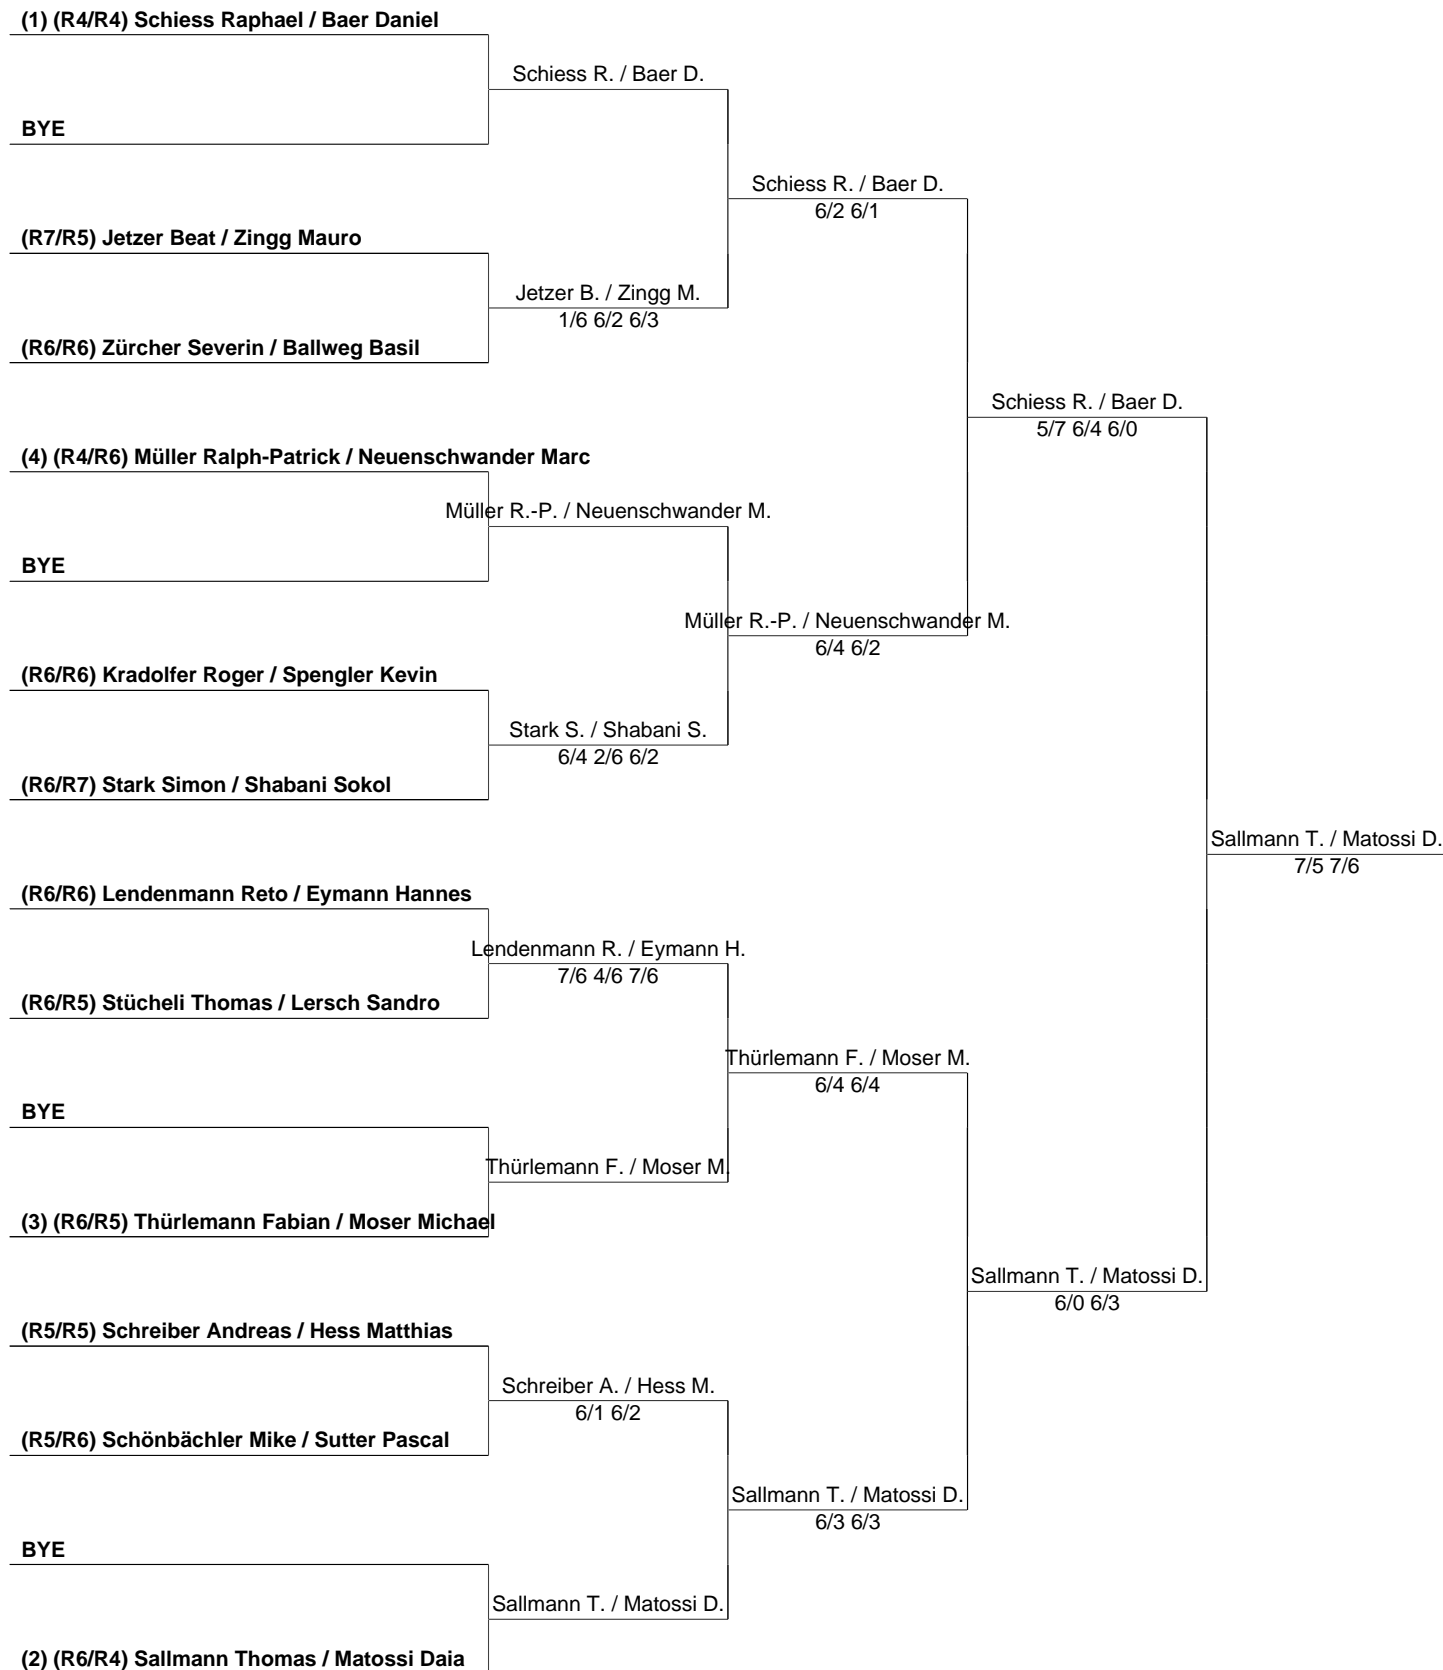 (1) (R4/R4) Schiess Raphael / Baer Daniel
Schiess R. / Baer D.
BYE
Schiess R. / Baer D.
6/2 6/1
(R7/R5) Jetzer Beat / Zingg Mauro
Jetzer B. / Zingg M.
1/6 6/2 6/3
(R6/R6) Zürcher Severin / Ballweg Basil
Schiess R. / Baer D.
5/7 6/4 6/0
(4) (R4/R6) Müller Ralph-Patrick / Neuenschwander Marc
Müller R.-P. / Neuenschwander M.
BYE
Müller R.-P. / Neuenschwander M.
6/4 6/2
(R6/R6) Kradolfer Roger / Spengler Kevin
Stark S. / Shabani S.
6/4 2/6 6/2
(R6/R7) Stark Simon / Shabani Sokol
Sallmann T. / Matossi D.
7/5 7/6
(R6/R6) Lendenmann Reto / Eymann Hannes
Lendenmann R. / Eymann H.
7/6 4/6 7/6
(R6/R5) Stücheli Thomas / Lersch Sandro
Thürlemann F. / Moser M.
6/4 6/4
BYE
Thürlemann F. / Moser M.
(3) (R6/R5) Thürlemann Fabian / Moser Michael
Sallmann T. / Matossi D.
6/0 6/3
(R5/R5) Schreiber Andreas / Hess Matthias
Schreiber A. / Hess M.
6/1 6/2
(R5/R6) Schönbächler Mike / Sutter Pascal
Sallmann T. / Matossi D.
6/3 6/3
BYE
Sallmann T. / Matossi D.
(2) (R6/R4) Sallmann Thomas / Matossi Daia